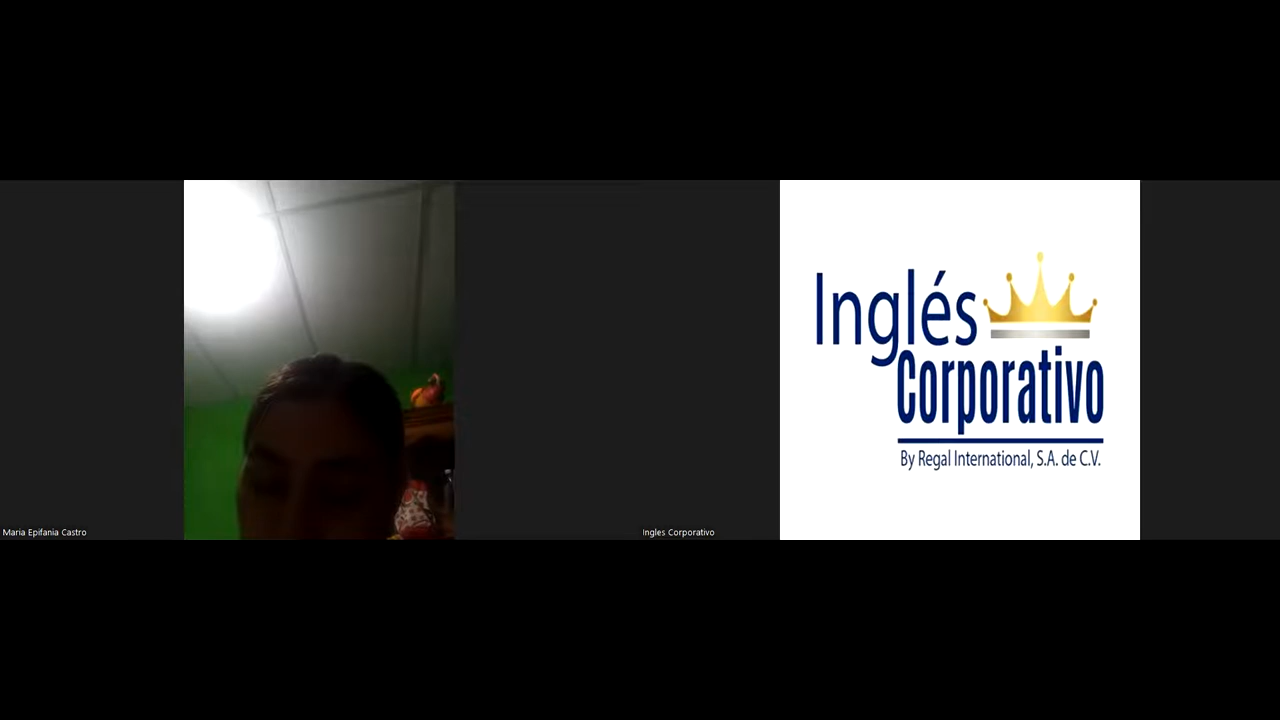 Inglés
Corporativo
By Regal International, S.A. de C.V.
Maria Epifania Castro
Ingles Corporativo